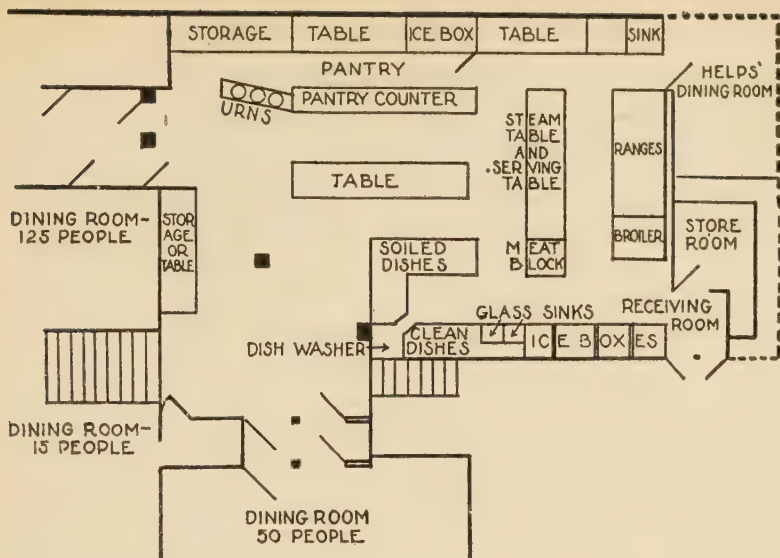 STORAGE
TABLE
ICE BOX
TABLE
SINK
PANTRY
HELPS'
DINING ROOM
URNS
PANTRY COUNTER
STEAM
TABLE
AND
SERVING
TABLE
RANGES
TABLE
DINING ROOM-
125 PEOPLE
STOR
AGE
OR
TABLE
SOILED
DISHES
MEAT
BLOCK
BROILER
STORE
ROOM
GLASS SINKS
RECEIVING
ROOM
DISH WASHER
CLEAN
DISHES
ICE BOXES
DINING ROOM-
15 PEOPLE
DINING ROOM
50 PEOPLE